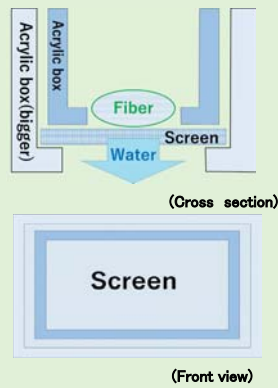 Acrylic box(bigger)
Acrylic box
Fiber
Screen
Water
(Cross section)
Screen
(Front view)